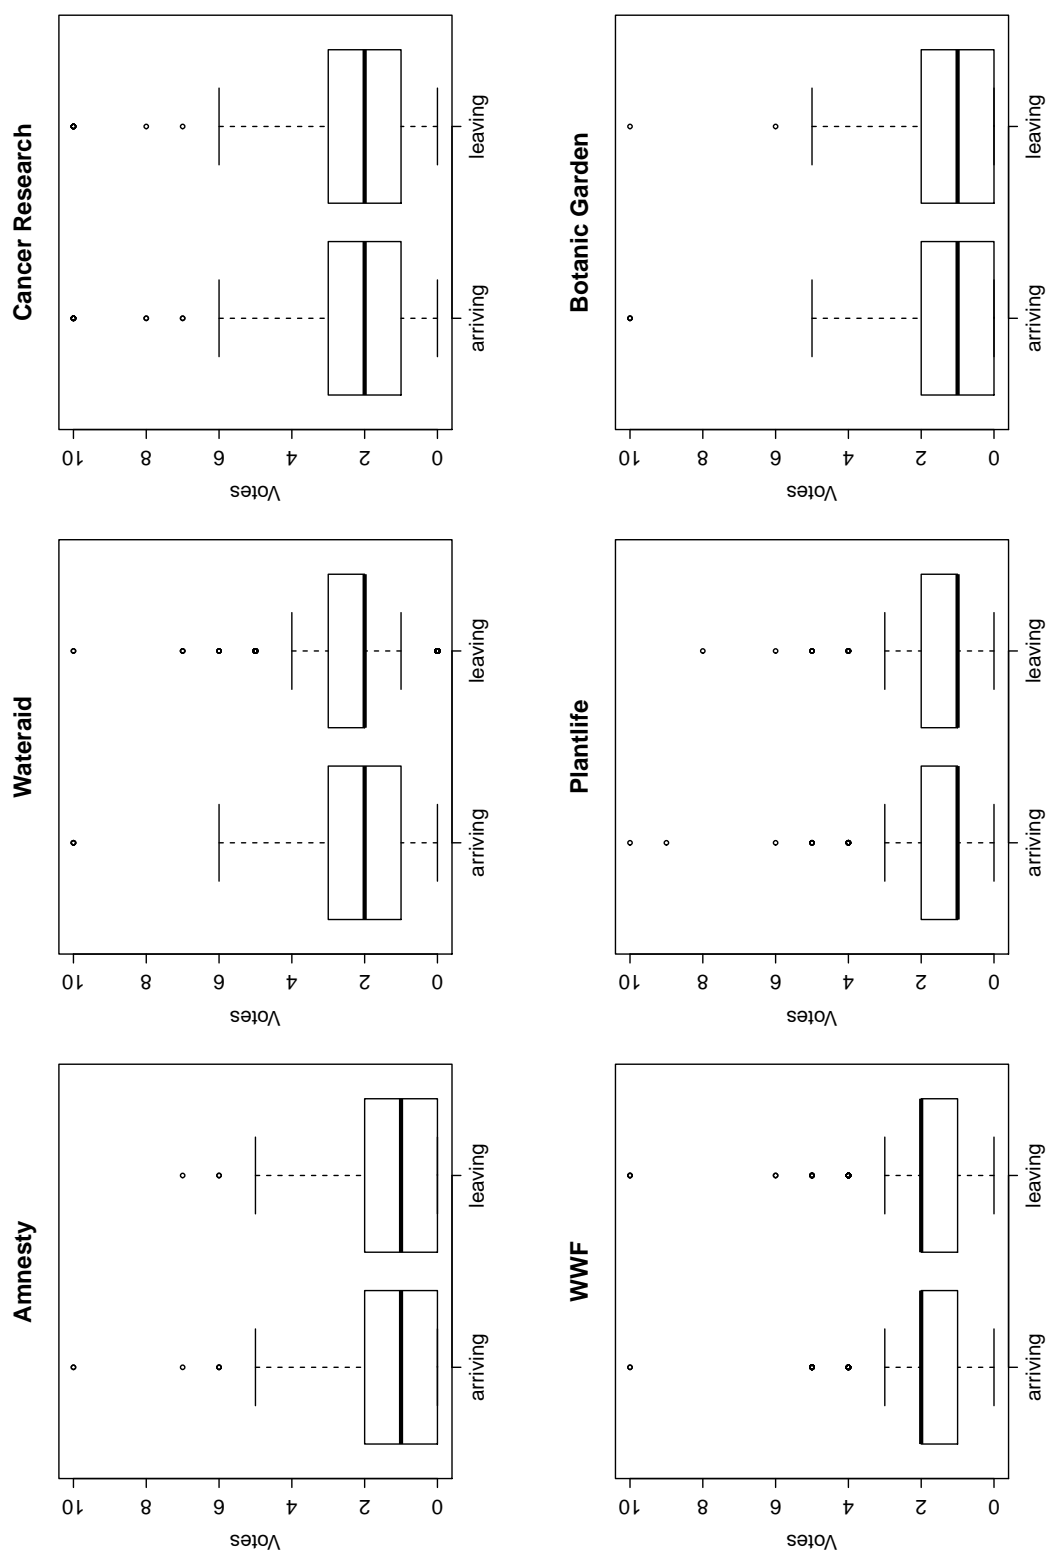 Amnesty
Votes
0 2 4 6 8 10
arriving leaving
Wateraid
Votes
0 2 4 6 8 10
arriving leaving
Cancer Research
Votes
0 2 4 6 8 10
arriving leaving
WWF
Votes
0 2 4 6 8 10
arriving leaving
Plantlife
Votes
0 2 4 6 8 10
arriving leaving
Botanic Garden
Votes
0 2 4 6 8 10
arriving leaving